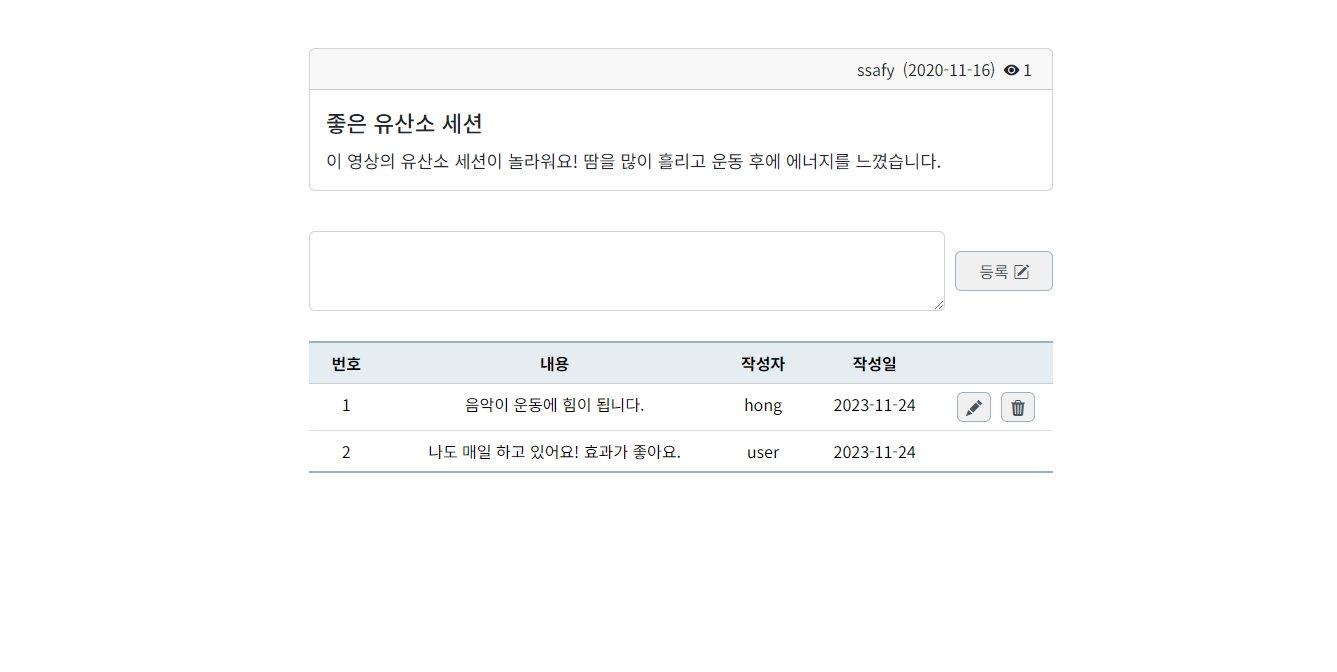 ssafy (2020-11-16) 1
좋은 유산소 세션
이 영상의 유산소 세션이 놀라워요! 땀을 많이 흘리고 운동 후에 에너지를 느꼈습니다.
등록
번호 내용 작성자 작성일
1 음악이 운동에 힘이 됩니다. hong 2023-11-24
2 나도 매일 하고 있어요! 효과가 좋아요. user 2023-11-24